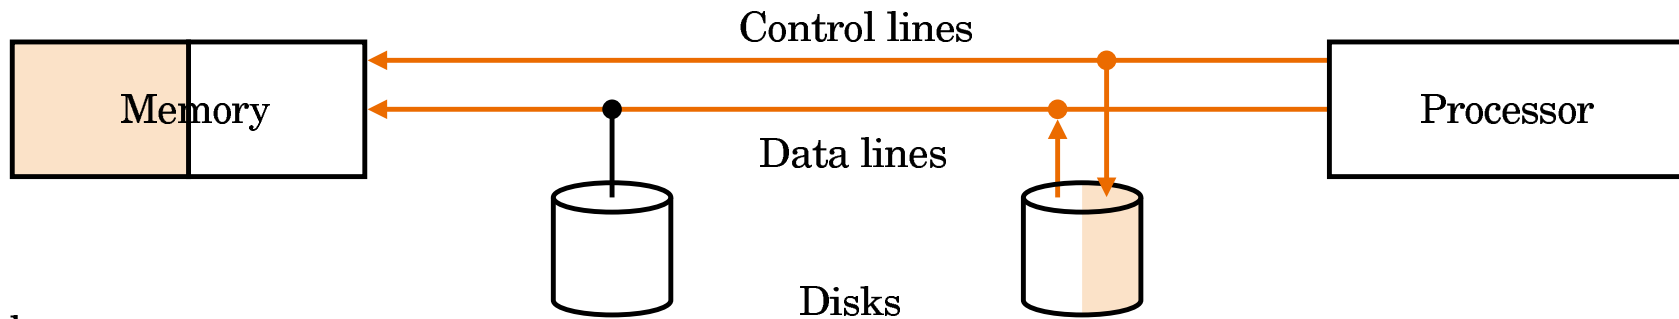 Control lines
Memory
Processor
Data lines
Disks